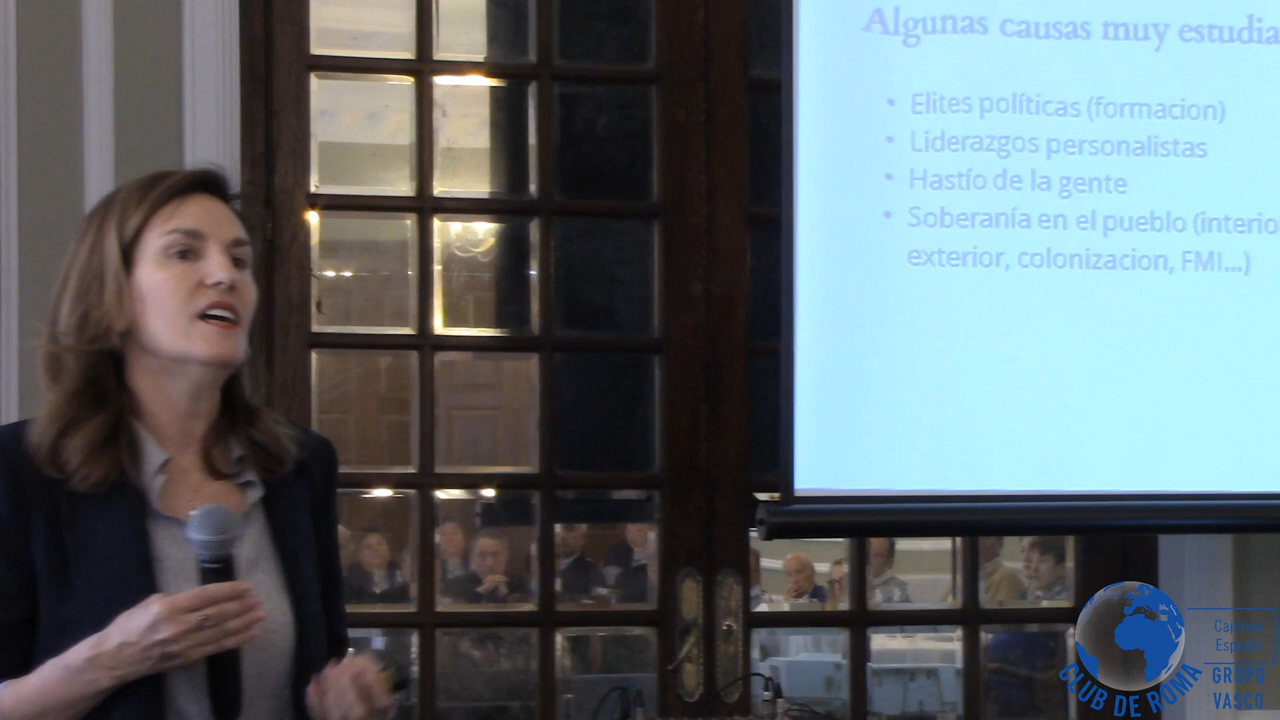 Algunas causas muy estudia
• Elites políticas (formacion)
• Liderazgos personalistas
• Hastío de la gente
• Soberanía en el pueblo (interio
exterior, colonizacion, FMI...)
CLUB DE ROMA
Español
GRUPO
VASCO